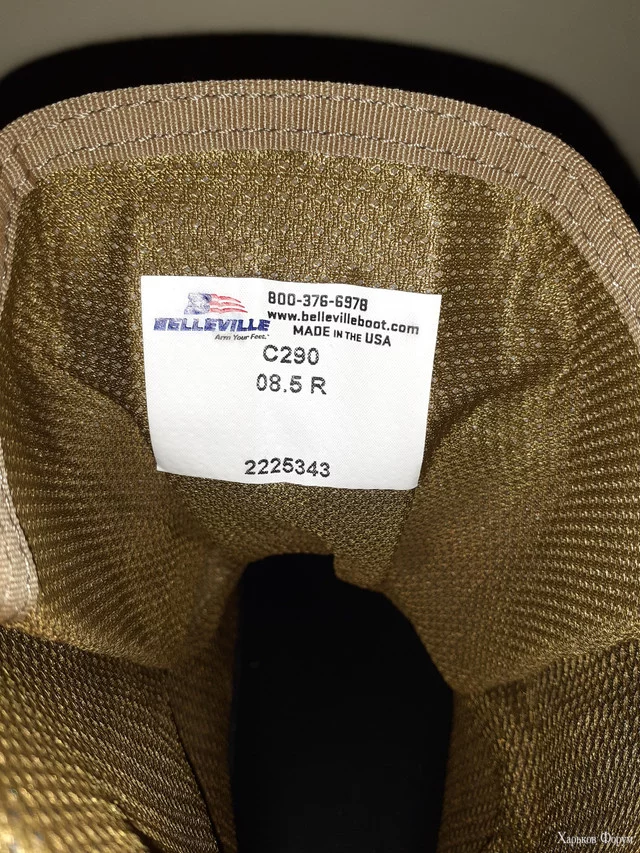 800-376-6978
www.bellevilleboot.com
BELLEVILLE
MADE IN THE USA
Arm Your Feet.
C290
08.5 R
2225343
Харьков Форум